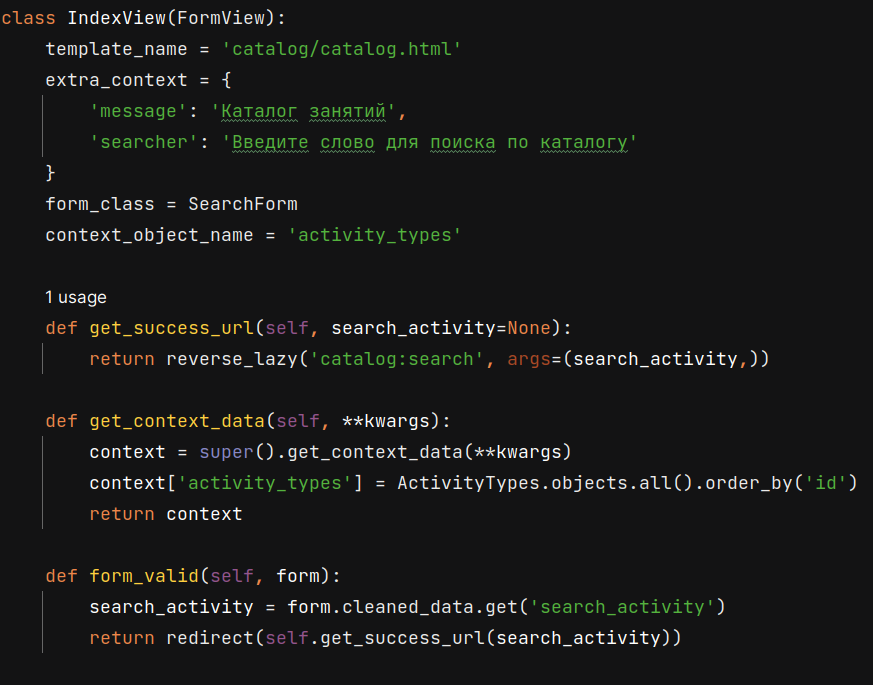 class IndexView(FormView):
    template_name = 'catalog/catalog.html'
    extra_context = {
        'message': 'Каталог занятий',
        'searcher': 'Введите слово для поиска по каталогу'
    }
    form_class = SearchForm
    context_object_name = 'activity_types'
    1 usage
    def get_success_url(self, search_activity=None):
        return reverse_lazy('catalog:search', args=(search_activity,))
    def get_context_data(self, **kwargs):
        context = super().get_context_data(**kwargs)
        context['activity_types'] = ActivityTypes.objects.all().order_by('id')
        return context
    def form_valid(self, form):
        search_activity = form.cleaned_data.get('search_activity')
        return redirect(self.get_success_url(search_activity))